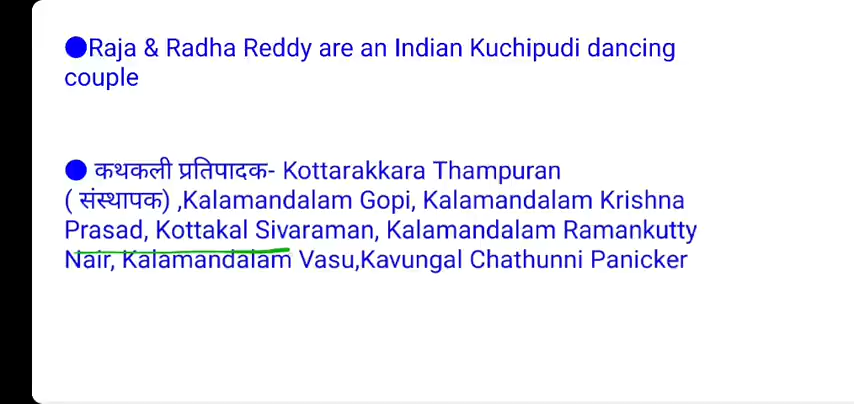 ●Raja & Radha Reddy are an Indian Kuchipudi dancing
couple
● कथकली प्रतिपादक- Kottarakkara Thampuran
( संस्थापक) ,Kalamandalam Gopi, Kalamandalam Krishna
Prasad, Kottakal Sivaraman, Kalamandalam Ramankutty
Nair, Kalamandalam Vasu,Kavungal Chathunni Panicker